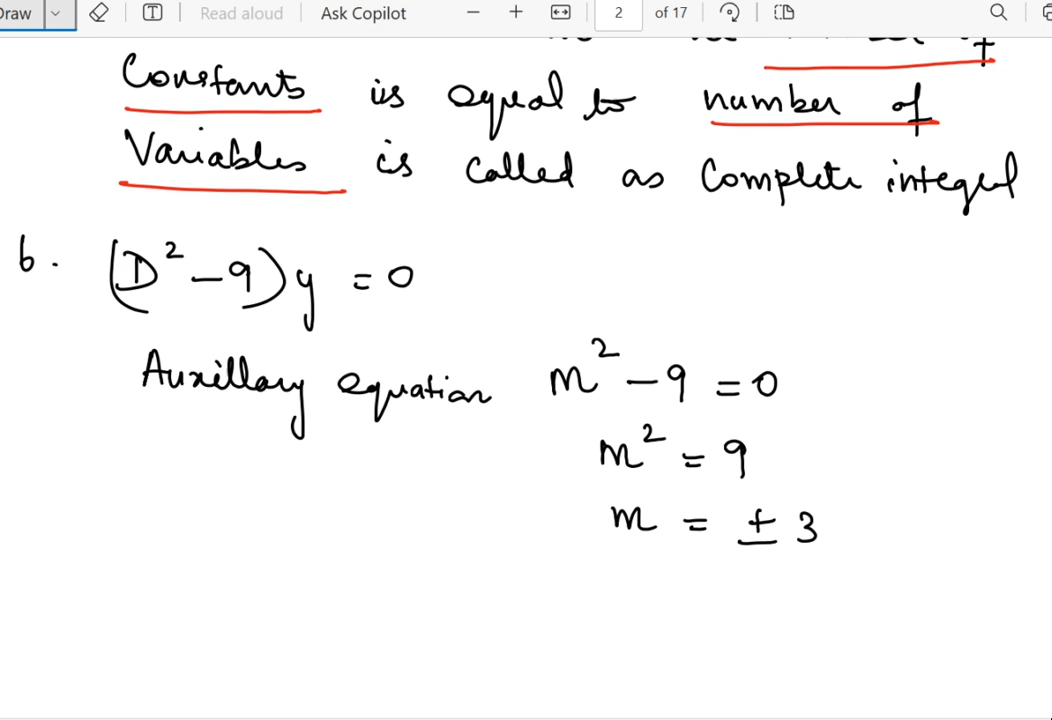 Draw Read aloud Ask Copilot 2 of 17
of
Constants is equal to number of
Variables is called as complete integral
6. (D²-9)y = 0
Auxillary equation m² - 9 = 0
m² = 9
m = ± 3